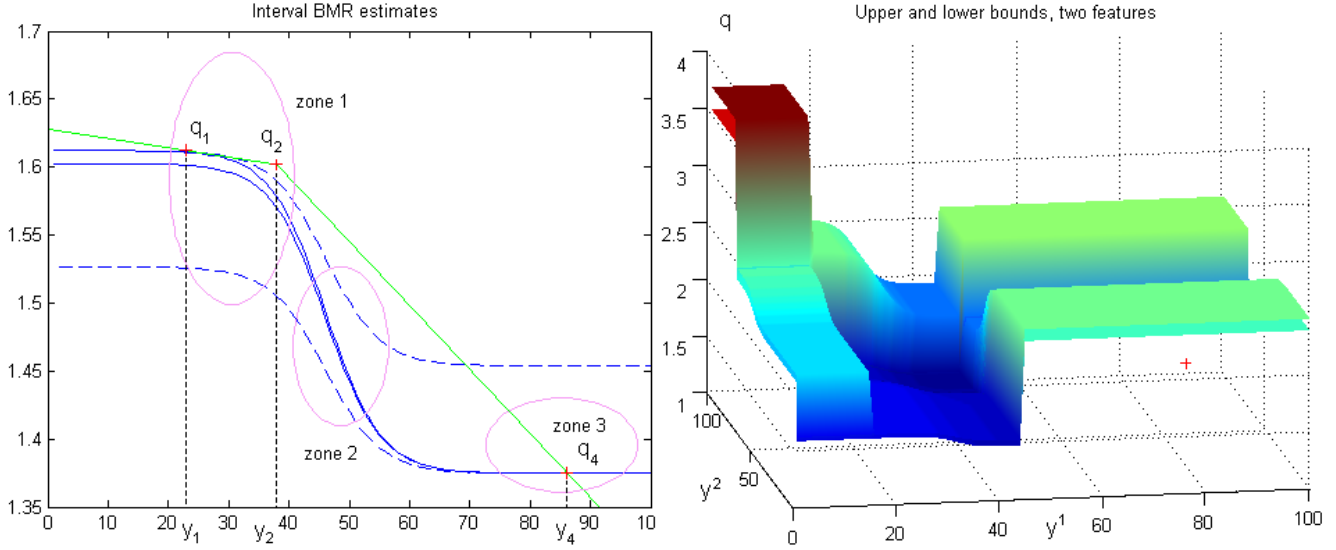 Interval BMR estimates
1.7
1.65
1.6
1.55
1.5
1.45
1.4
1.35
zone 1
q1
q2
zone 2
zone 3
q4
0
10
20
30
40
50
60
70
80
90
100
y1
y2
y4
Upper and lower bounds, two features
q
4
3.5
3
2.5
2
1.5
1
100
50
0
y2
0
20
40
60
80
100
y1